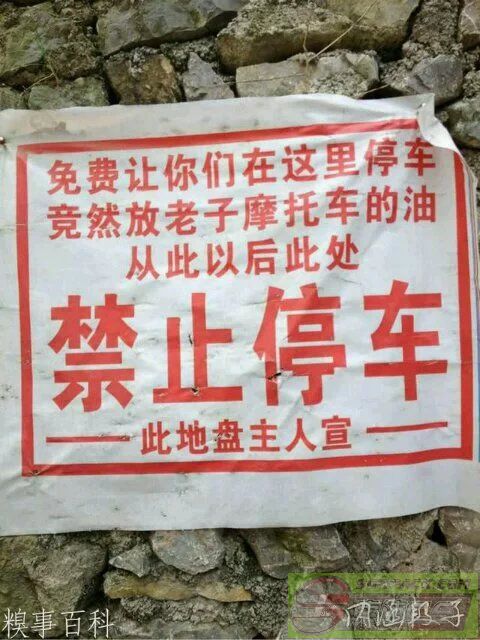 免费让你们在这里停车
竟然放老子摩托车的油
从此以后此处
禁止停车
此地盘主人宣
糗事百科
内涵段子